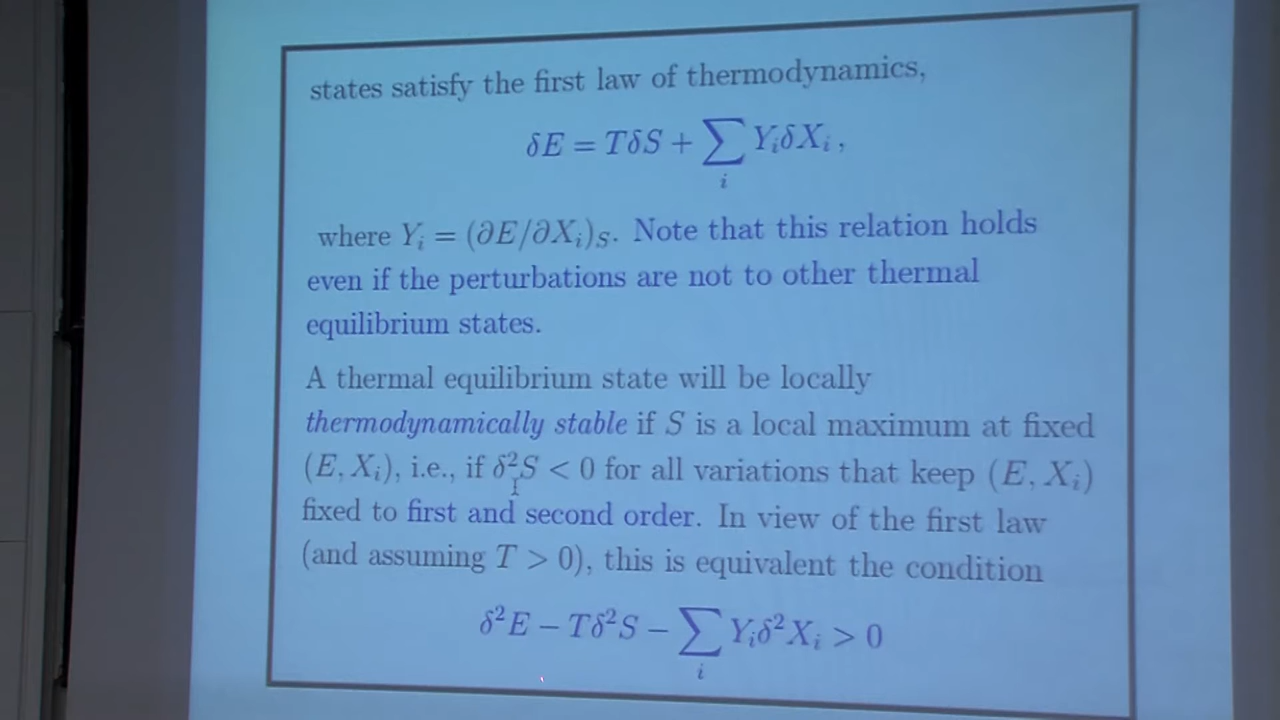 states satisfy the first law of thermodynamics,
δE = TδS + ∑ᵢ YᵢδXᵢ ,
where Yᵢ = (∂E/∂Xᵢ)_S. Note that this relation holds
even if the perturbations are not to other thermal
equilibrium states.
A thermal equilibrium state will be locally
thermodynamically stable if S is a local maximum at fixed
(E, Xᵢ), i.e., if δ²S < 0 for all variations that keep (E, Xᵢ)
fixed to first and second order. In view of the first law
(and assuming T > 0), this is equivalent the condition
δ²E − Tδ²S − ∑ᵢ Yᵢδ²Xᵢ > 0